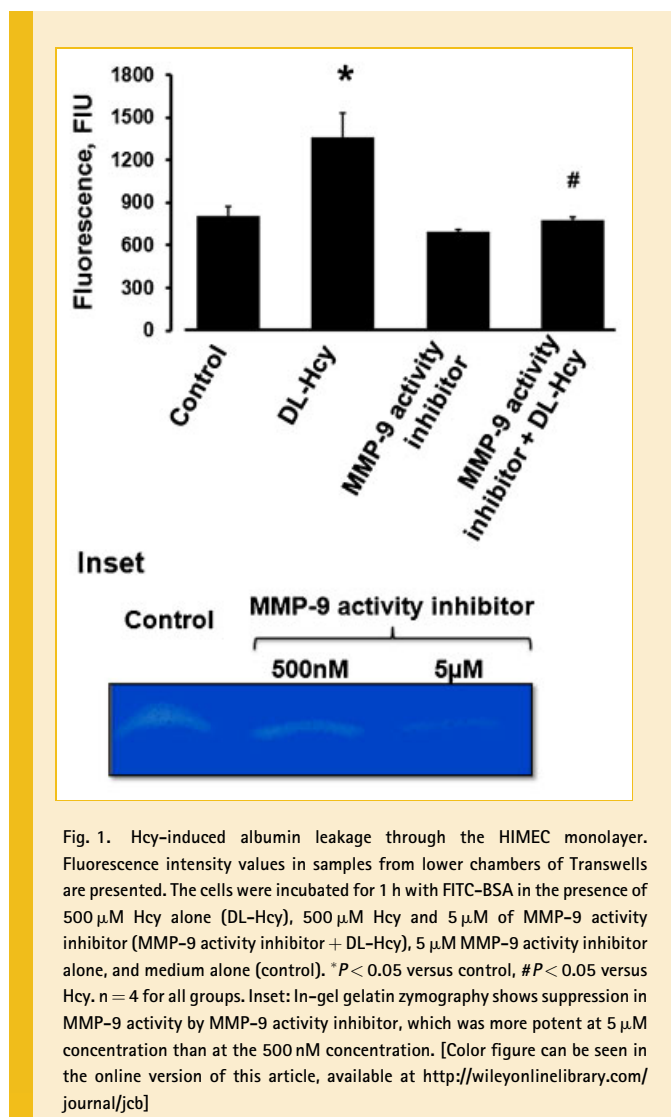 1800
1500
1200
900
600
300
0
Fluorescence, FIU
*
#
Control
DL-Hcy
MMP-9 activity
inhibitor
MMP-9 activity
inhibitor + DL-Hcy
Inset
Control
MMP-9 activity inhibitor
500nM 5µM
Fig. 1. Hcy-induced albumin leakage through the HIMEC monolayer.
Fluorescence intensity values in samples from lower chambers of Transwells
are presented. The cells were incubated for 1 h with FITC-BSA in the presence of
500 µM Hcy alone (DL-Hcy), 500 µM Hcy and 5 µM of MMP-9 activity
inhibitor (MMP-9 activity inhibitor + DL-Hcy), 5 µM MMP-9 activity inhibitor
alone, and medium alone (control). *P < 0.05 versus control, #P < 0.05 versus
Hcy. n = 4 for all groups. Inset: In-gel gelatin zymography shows suppression in
MMP-9 activity by MMP-9 activity inhibitor, which was more potent at 5 µM
concentration than at the 500 nM concentration. [Color figure can be seen in
the online version of this article, available at http://wileyonlinelibrary.com/
journal/jcb]